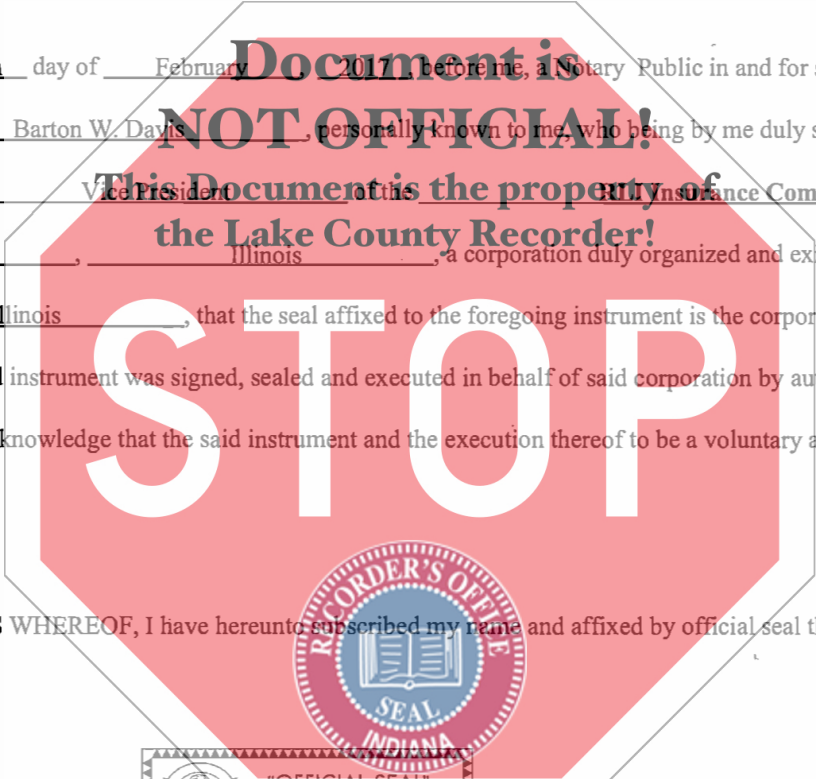 day of February, 2017, before me, a Notary Public in and for
Document is
Barton W. Davis, personally known to me, who being by me duly
NOT OFFICIAL!
Vice President of the RLI Insurance Com
This Document is the property of
the Lake County Recorder!
, Illinois, a corporation duly organized and exi
llinois, that the seal affixed to the foregoing instrument is the corpor
STOP
instrument was signed, sealed and executed in behalf of said corporation by au
knowledge that the said instrument and the execution thereof to be a voluntary a
RECORDER'S OFFICE
WHEREOF, I have hereunto subscribed my name and affixed by official seal t
SEAL
INDIANA
"OFFICIAL SEAL"